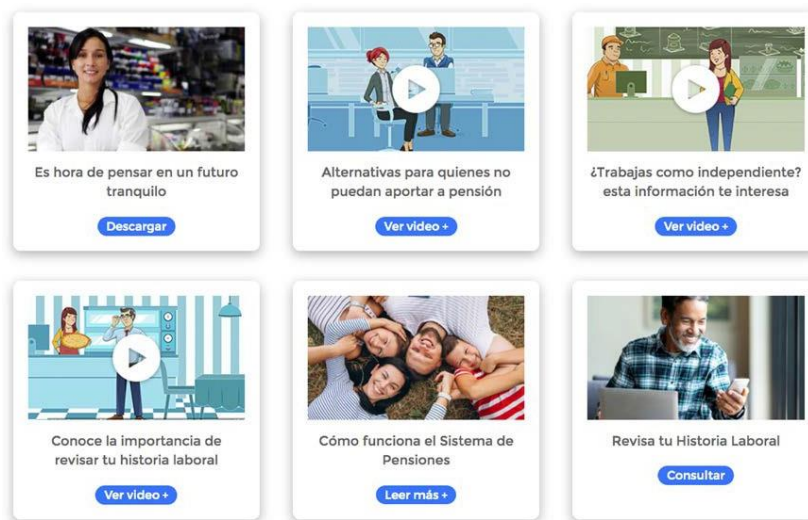 Es hora de pensar en un futuro
tranquilo
Descargar
Alternativas para quienes no
puedan aportar a pensión
Ver video +
¿Trabajas como independiente?
esta información te interesa
Ver video +
Conoce la importancia de
revisar tu historia laboral
Ver video +
Cómo funciona el Sistema de
Pensiones
Leer más +
Revisa tu Historia Laboral
Consultar